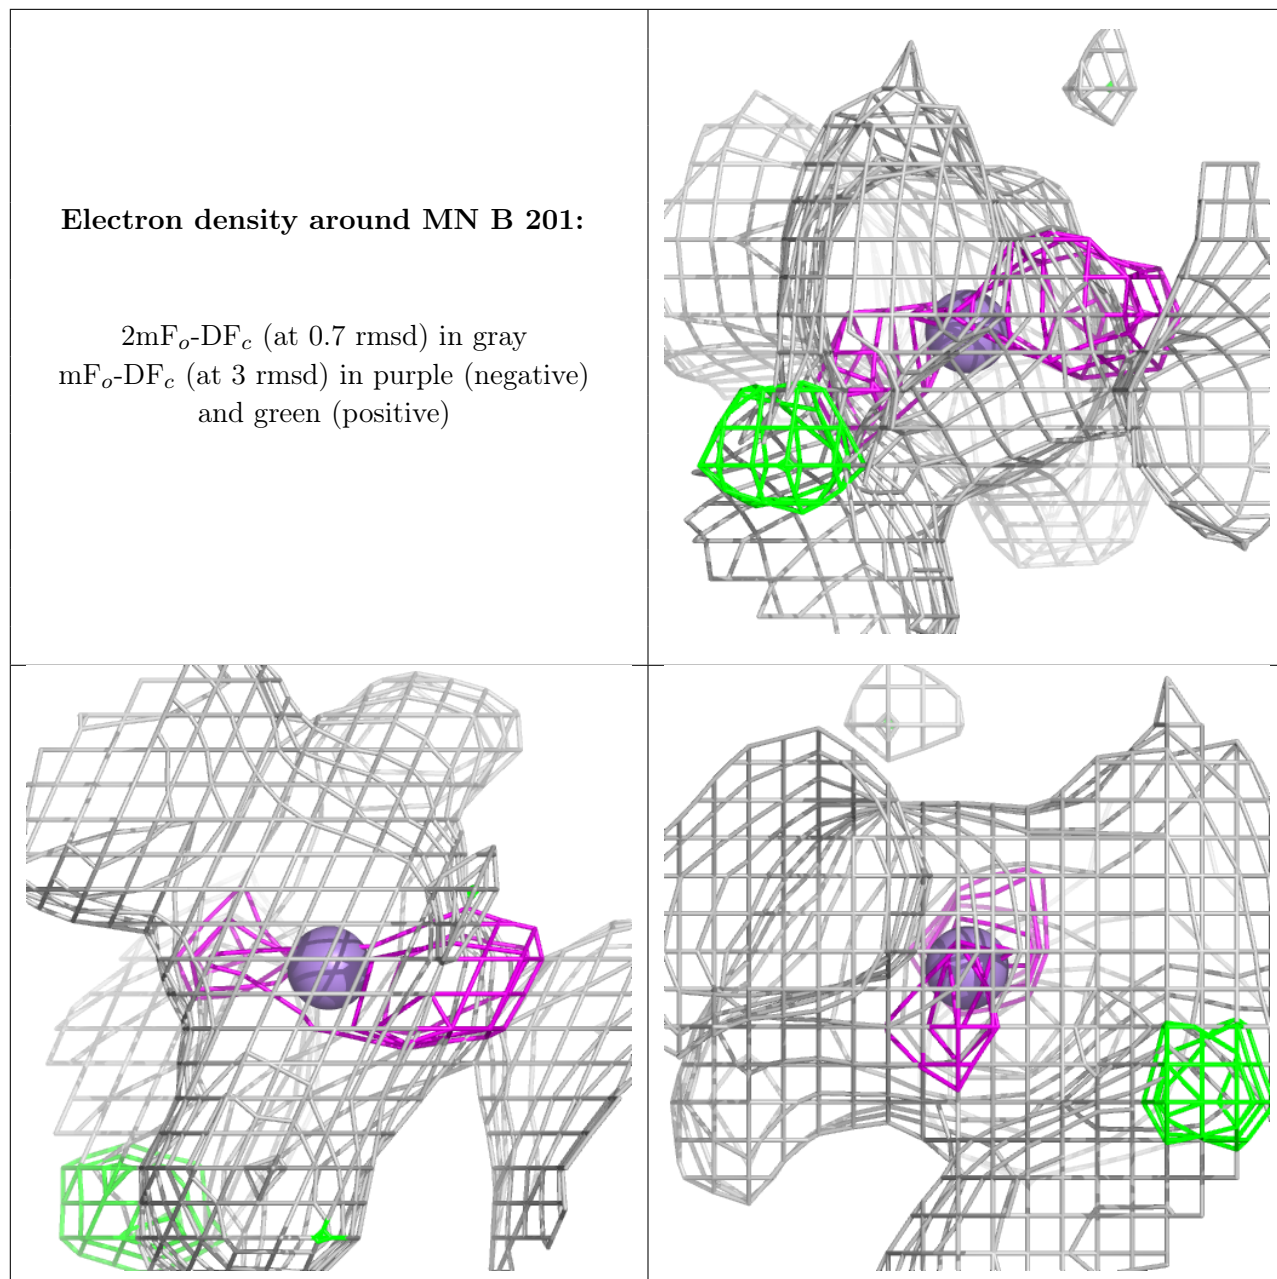 Electron density around MN B 201:
2mFo-DFc (at 0.7 rmsd) in gray
mFo-DFc (at 3 rmsd) in purple (negative)
and green (positive)